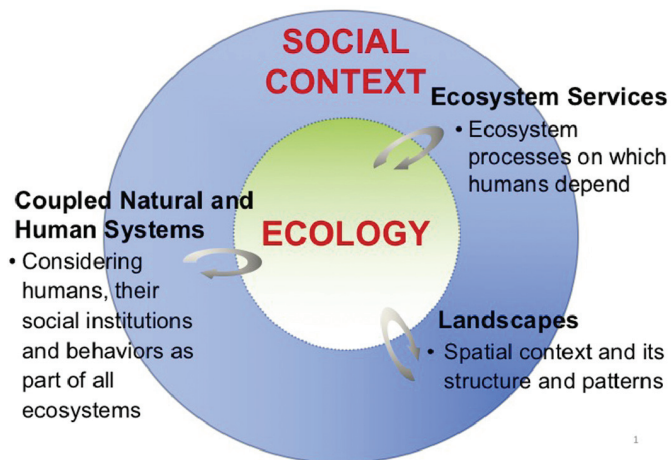 SOCIAL
CONTEXT
Ecosystem Services
• Ecosystem
processes on which
humans depend
Coupled Natural and
Human Systems
• Considering
humans, their
social institutions
and behaviors as
part of all
ecosystems
ECOLOGY
Landscapes
• Spatial context and its
structure and patterns
1